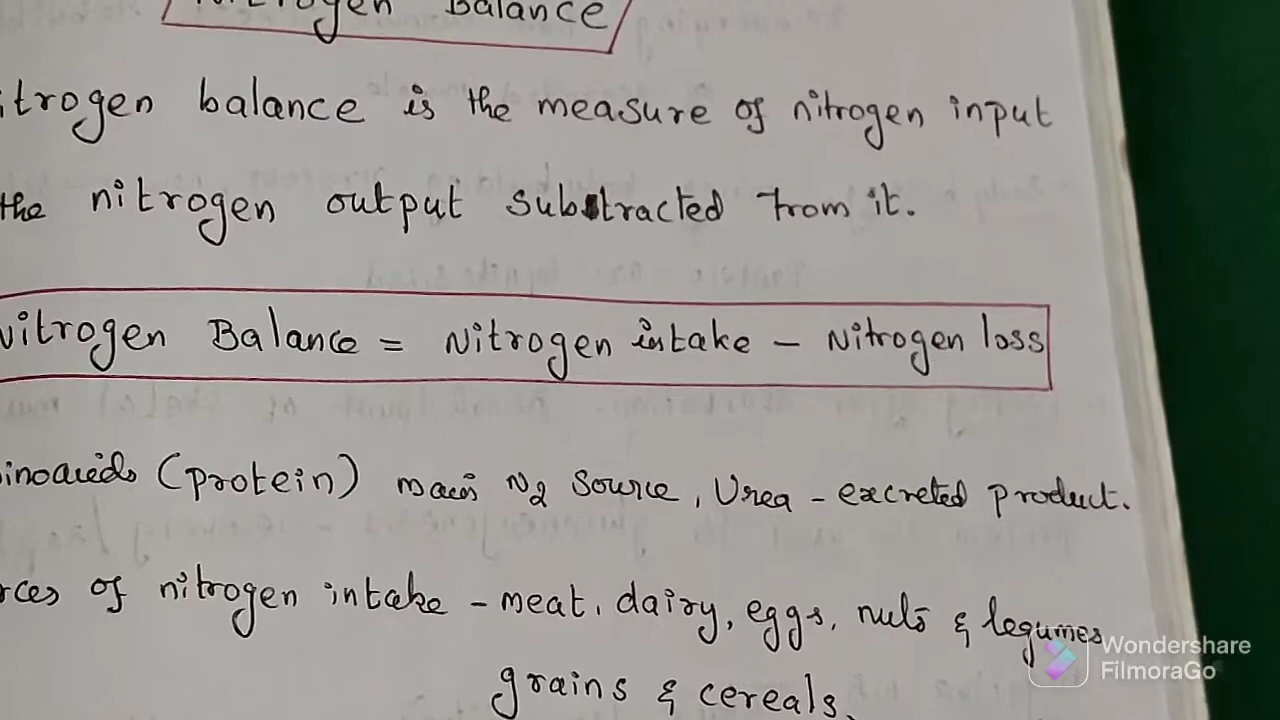 Nitrogen Balance
itrogen balance is the measure of nitrogen input
the nitrogen output substracted from it.
Nitrogen Balance = Nitrogen intake - Nitrogen loss
inoacids (protein) main N2 source, Urea - excreted product.
rces of nitrogen intake - meat, dairy, eggs, nuts & legumes
grains & cereals.
Wondershare
FilmoraGo